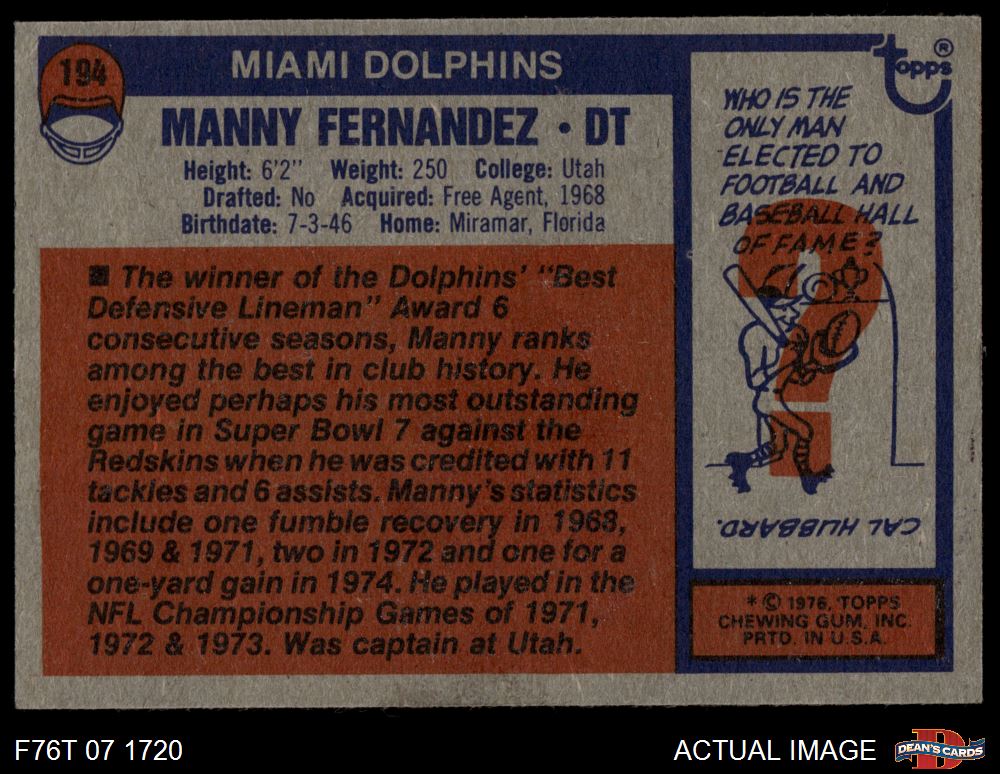 194
MIAMI DOLPHINS
MANNY FERNANDEZ • DT
Height: 6'2" Weight: 250 College: Utah
Drafted: No Acquired: Free Agent, 1968
Birthdate: 7-3-46 Home: Miramar, Florida
■ The winner of the Dolphins' "Best
Defensive Lineman" Award 6
consecutive seasons, Manny ranks
among the best in club history. He
enjoyed perhaps his most outstanding
game in Super Bowl 7 against the
Redskins when he was credited with 11
tackles and 6 assists. Manny's statistics
include one fumble recovery in 1968,
1969 & 1971, two in 1972 and one for a
one-yard gain in 1974. He played in the
NFL Championship Games of 1971,
1972 & 1973. Was captain at Utah.
topps ®
WHO IS THE
ONLY MAN
ELECTED TO
FOOTBALL AND
BASEBALL HALL
OF FAME?
?
CAL HUBBARD.
* © 1976, TOPPS
CHEWING GUM, INC.
PRTD. IN U.S.A.
F76T 07 1720
ACTUAL IMAGE
D
DEAN'S CARDS